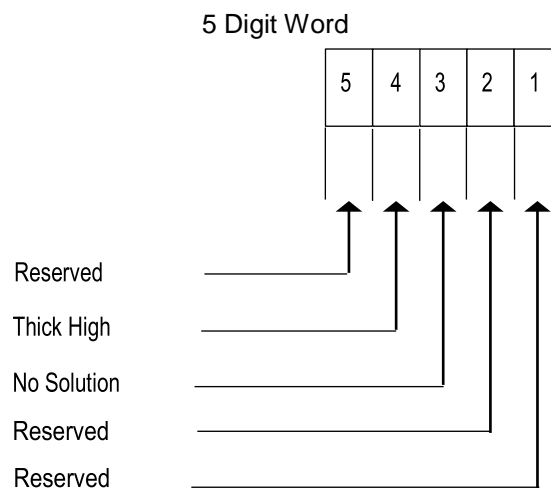 5 Digit Word
5 4 3 2 1
Reserved
Thick High
No Solution
Reserved
Reserved